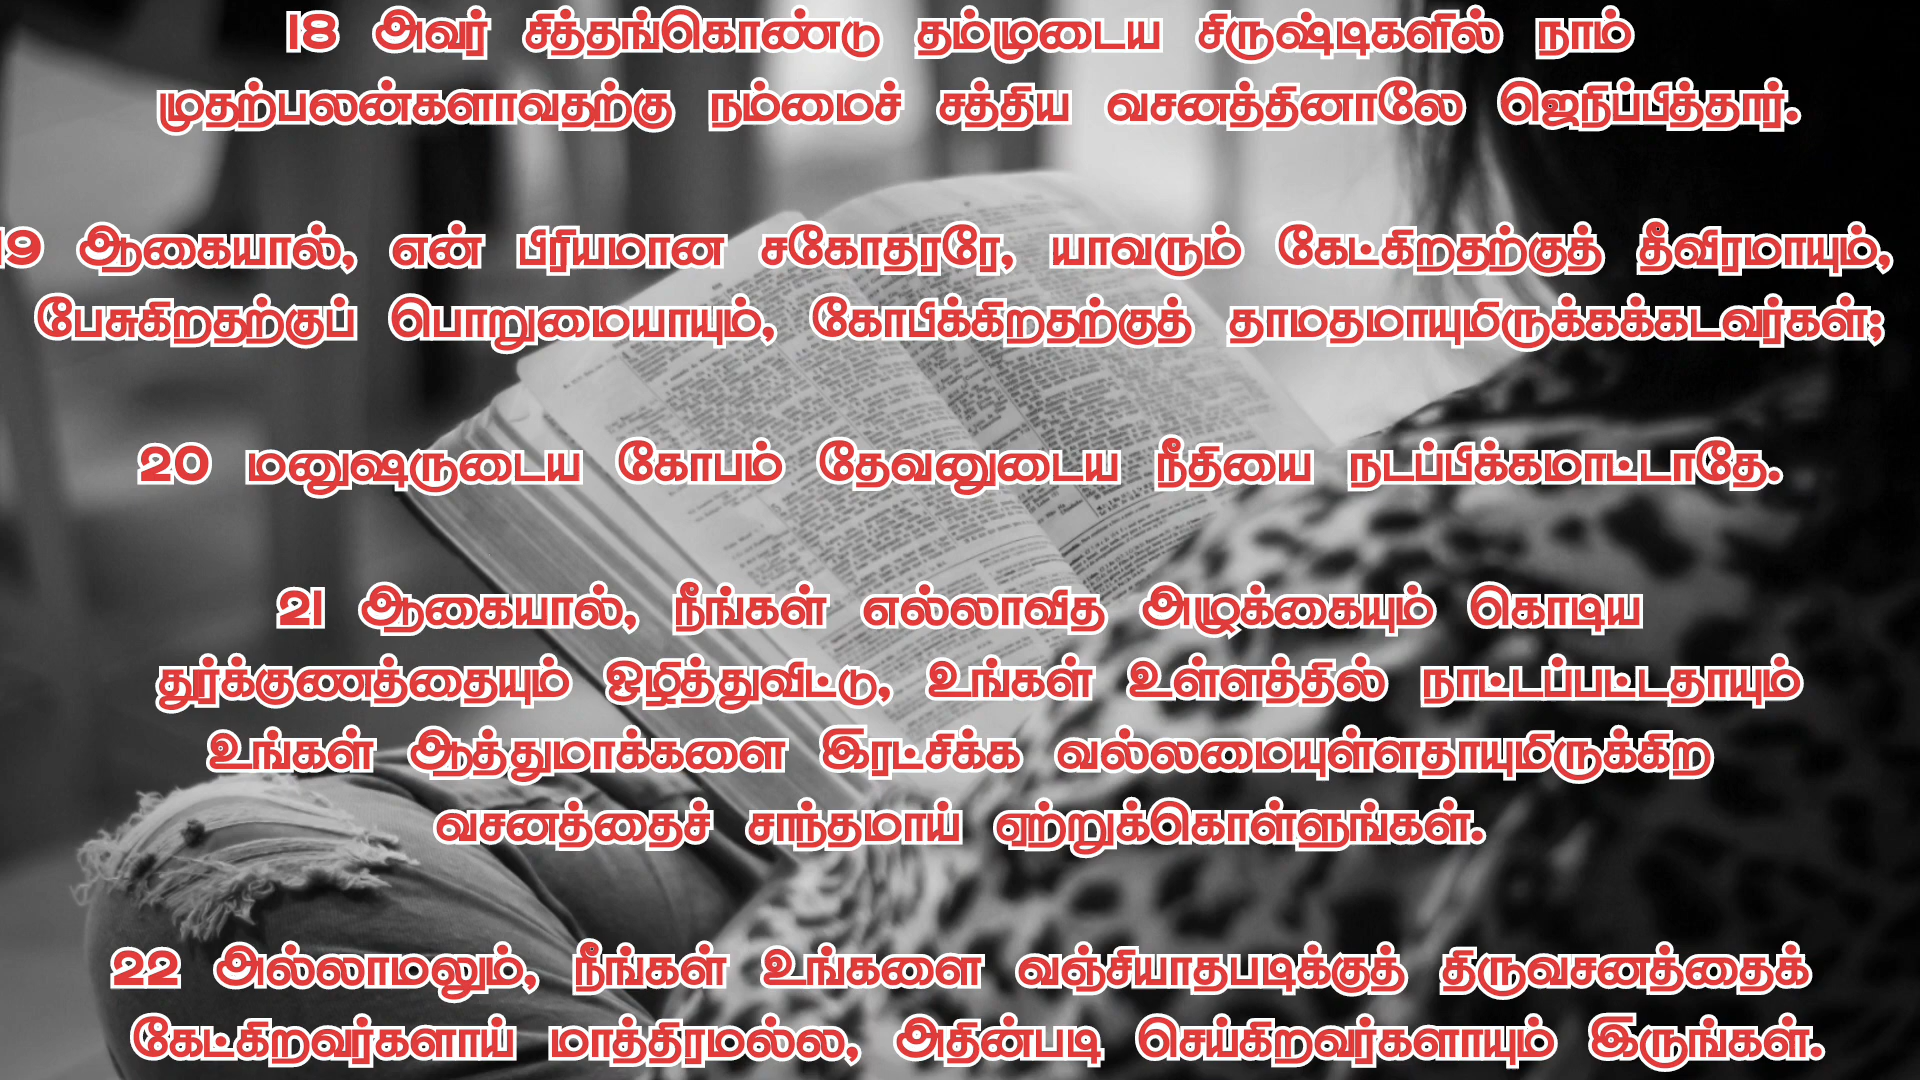 18 அவர் சித்தங்கொண்டு தம்முடைய சிருஷ்டிகளில் நாம்
முதற்பலன்களாவதற்கு நம்மைச் சத்திய வசனத்தினாலே ஜெநிப்பித்தார்.
19 ஆகையால், என் பிரியமான சகோதரரே, யாவரும் கேட்கிறதற்குத் தீவிரமாயும்,
பேசுகிறதற்குப் பொறுமையாயும், கோபிக்கிறதற்குத் தாமதமாயுமிருக்கக்கடவர்கள்;
20 மனுஷருடைய கோபம் தேவனுடைய நீதியை நடப்பிக்கமாட்டாதே.
21 ஆகையால், நீங்கள் எல்லாவித அழுக்கையும் கொடிய
துர்க்குணத்தையும் ஒழித்துவிட்டு, உங்கள் உள்ளத்தில் நாட்டப்பட்டதாயும்
உங்கள் ஆத்துமாக்களை இரட்சிக்க வல்லமையுள்ளதாயுமிருக்கிற
வசனத்தைச் சாந்தமாய் ஏற்றுக்கொள்ளுங்கள்.
22 அல்லாமலும், நீங்கள் உங்களை வஞ்சியாதபடிக்குத் திருவசனத்தைக்
கேட்கிறவர்களாய் மாத்திரமல்ல, அதின்படி செய்கிறவர்களாயும் இருங்கள்.